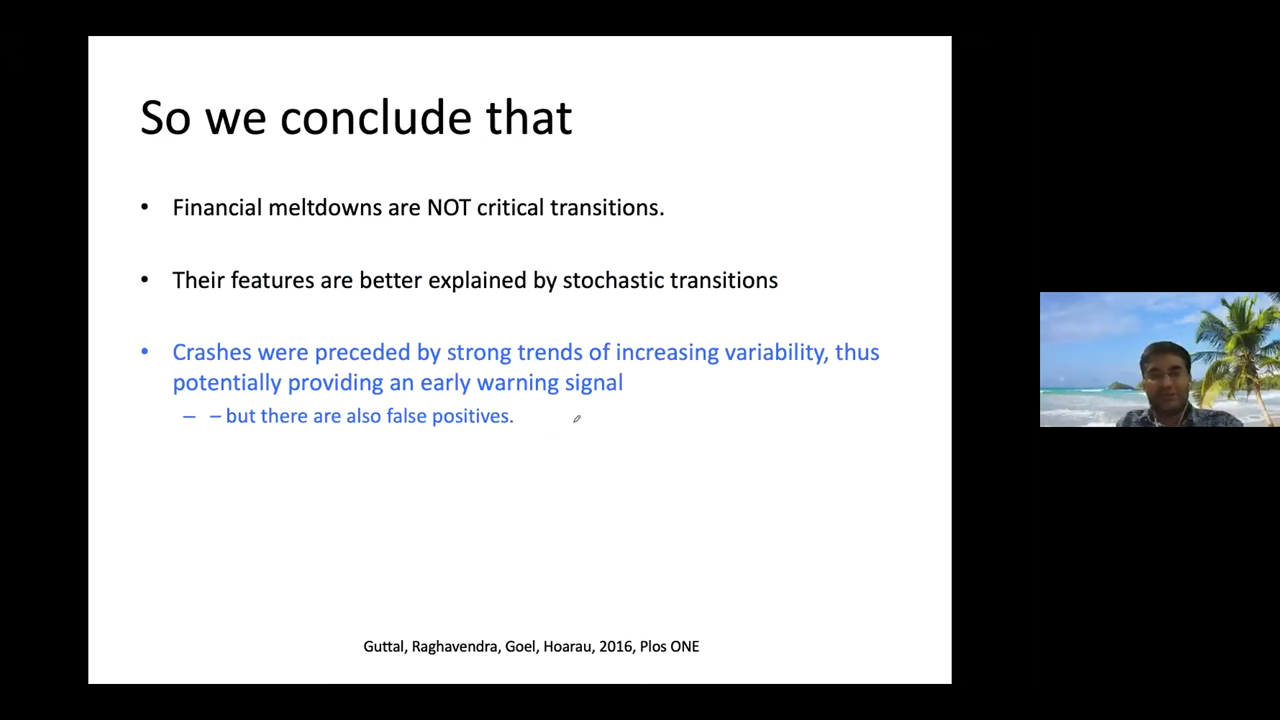 So we conclude that
• Financial meltdowns are NOT critical transitions.
• Their features are better explained by stochastic transitions
• Crashes were preceded by strong trends of increasing variability, thus
potentially providing an early warning signal
– – but there are also false positives.
Guttal, Raghavendra, Goel, Hoarau, 2016, Plos ONE